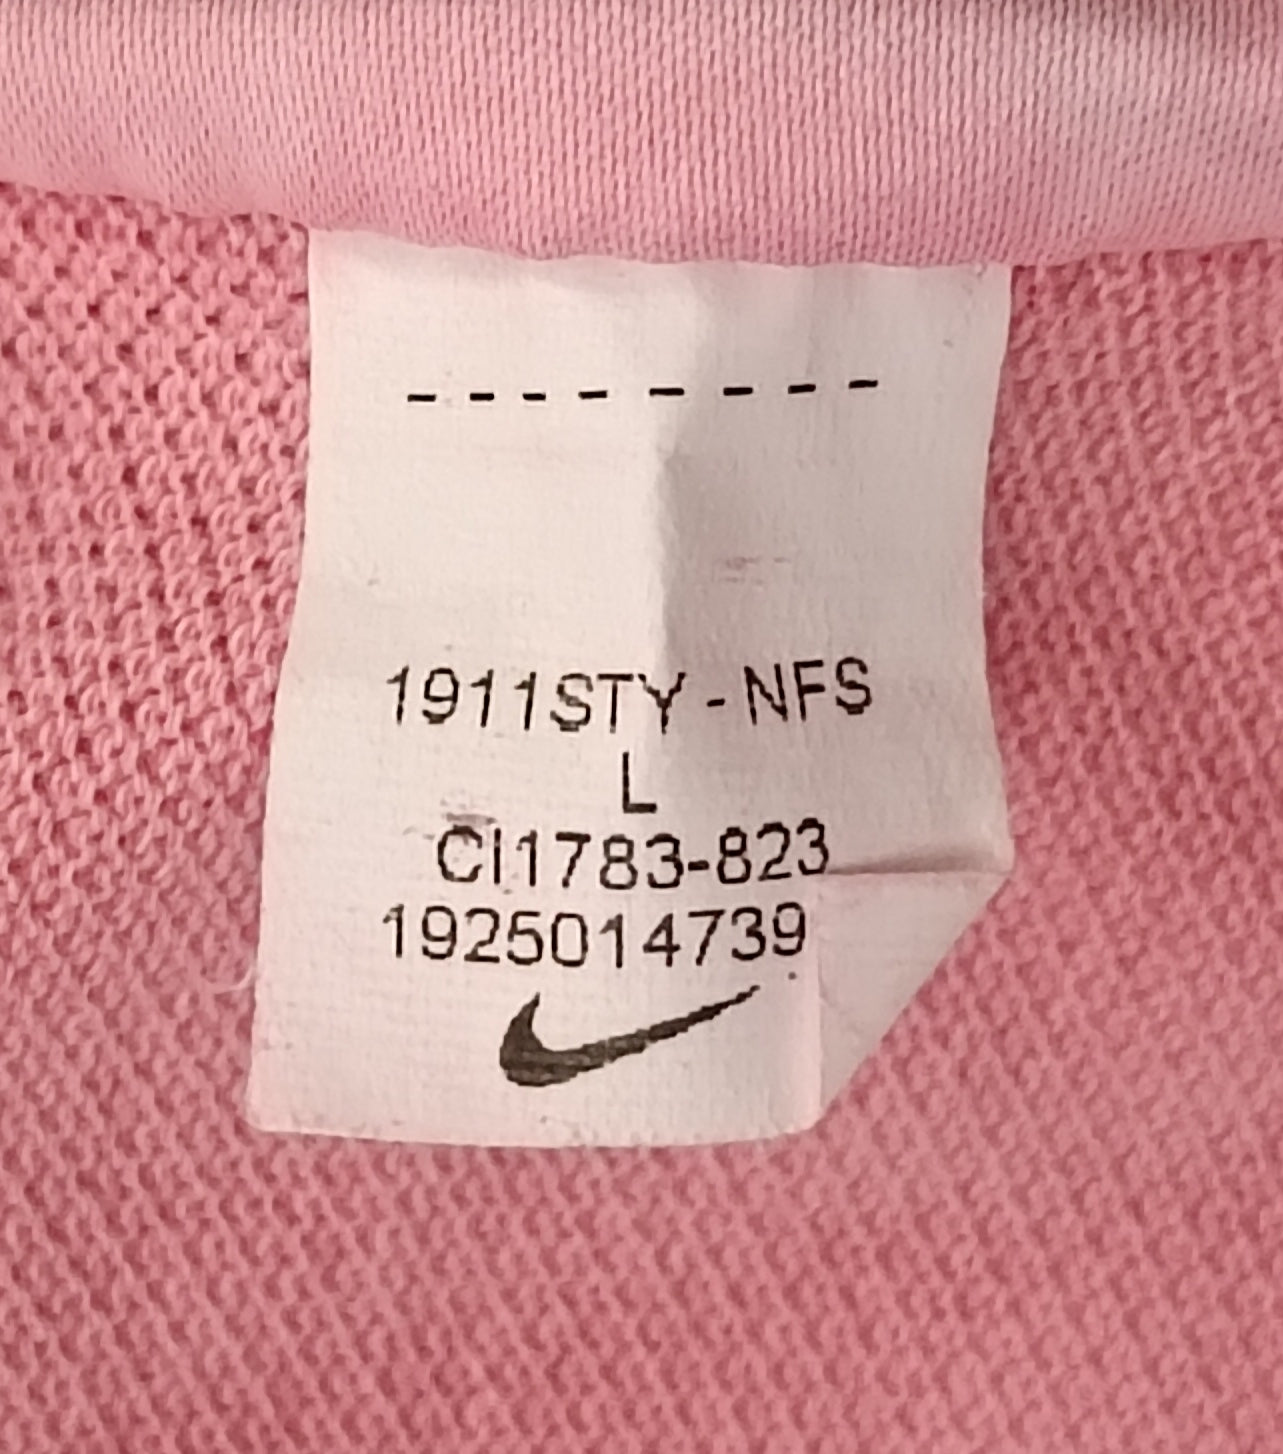 - - - - - - - -
1911STY - NFS
L
CI1783-823
1925014739